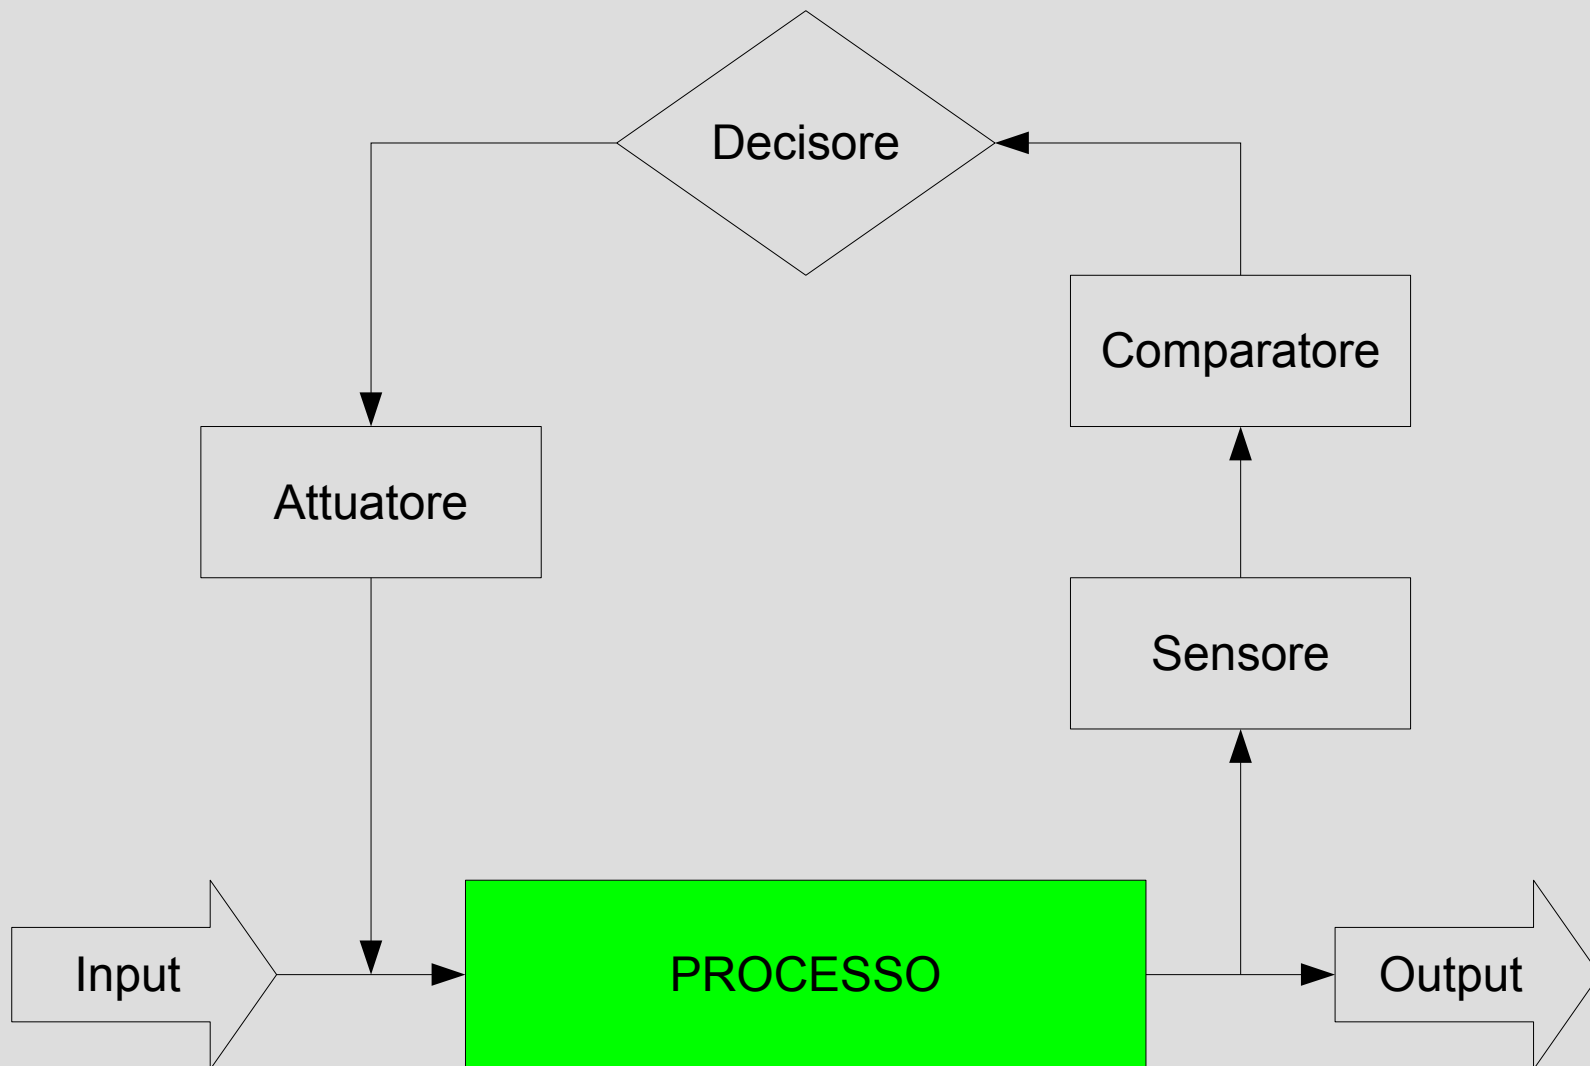 Decisore
Comparatore
Attuatore
Sensore
Input
PROCESSO
Output